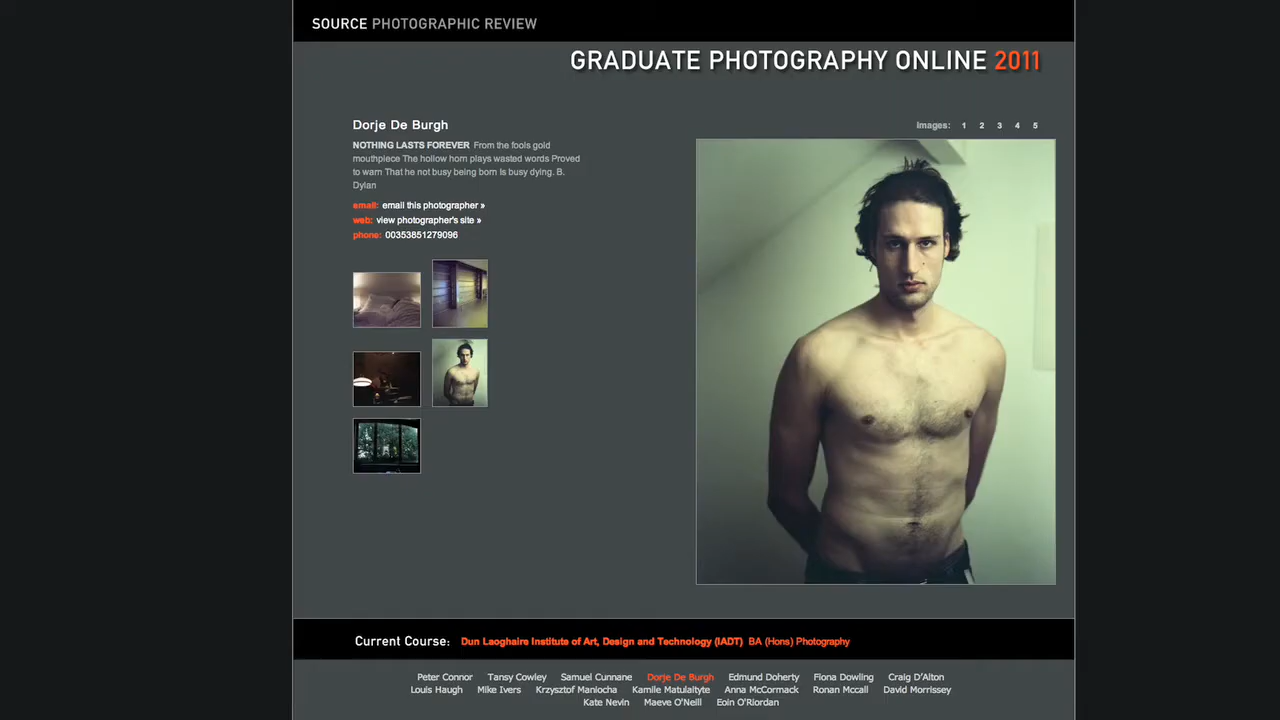 SOURCE PHOTOGRAPHIC REVIEW
GRADUATE PHOTOGRAPHY ONLINE 2011
Dorje De Burgh
NOTHING LASTS FOREVER From the fools gold
mouthpiece The hollow horn plays wasted words Proved
to warn That he not busy being born Is busy dying. B.
Dylan
email: email this photographer »
web: view photographer's site »
phone: 00353851279096
Images: 1 2 3 4 5
Current Course: Dun Laoghaire Institute of Art, Design and Technology (IADT) BA (Hons) Photography
Peter Connor Tansy Cowley Samuel Cunnane Dorje De Burgh Edmund Doherty Fiona Dowling Craig D'Alton
Louis Haugh Mike Ivers Krzysztof Maniocha Kamile Matulaityte Anna McCormack Ronan Mccall David Morrissey
Kate Nevin Maeve O'Neill Eoin O'Riordan